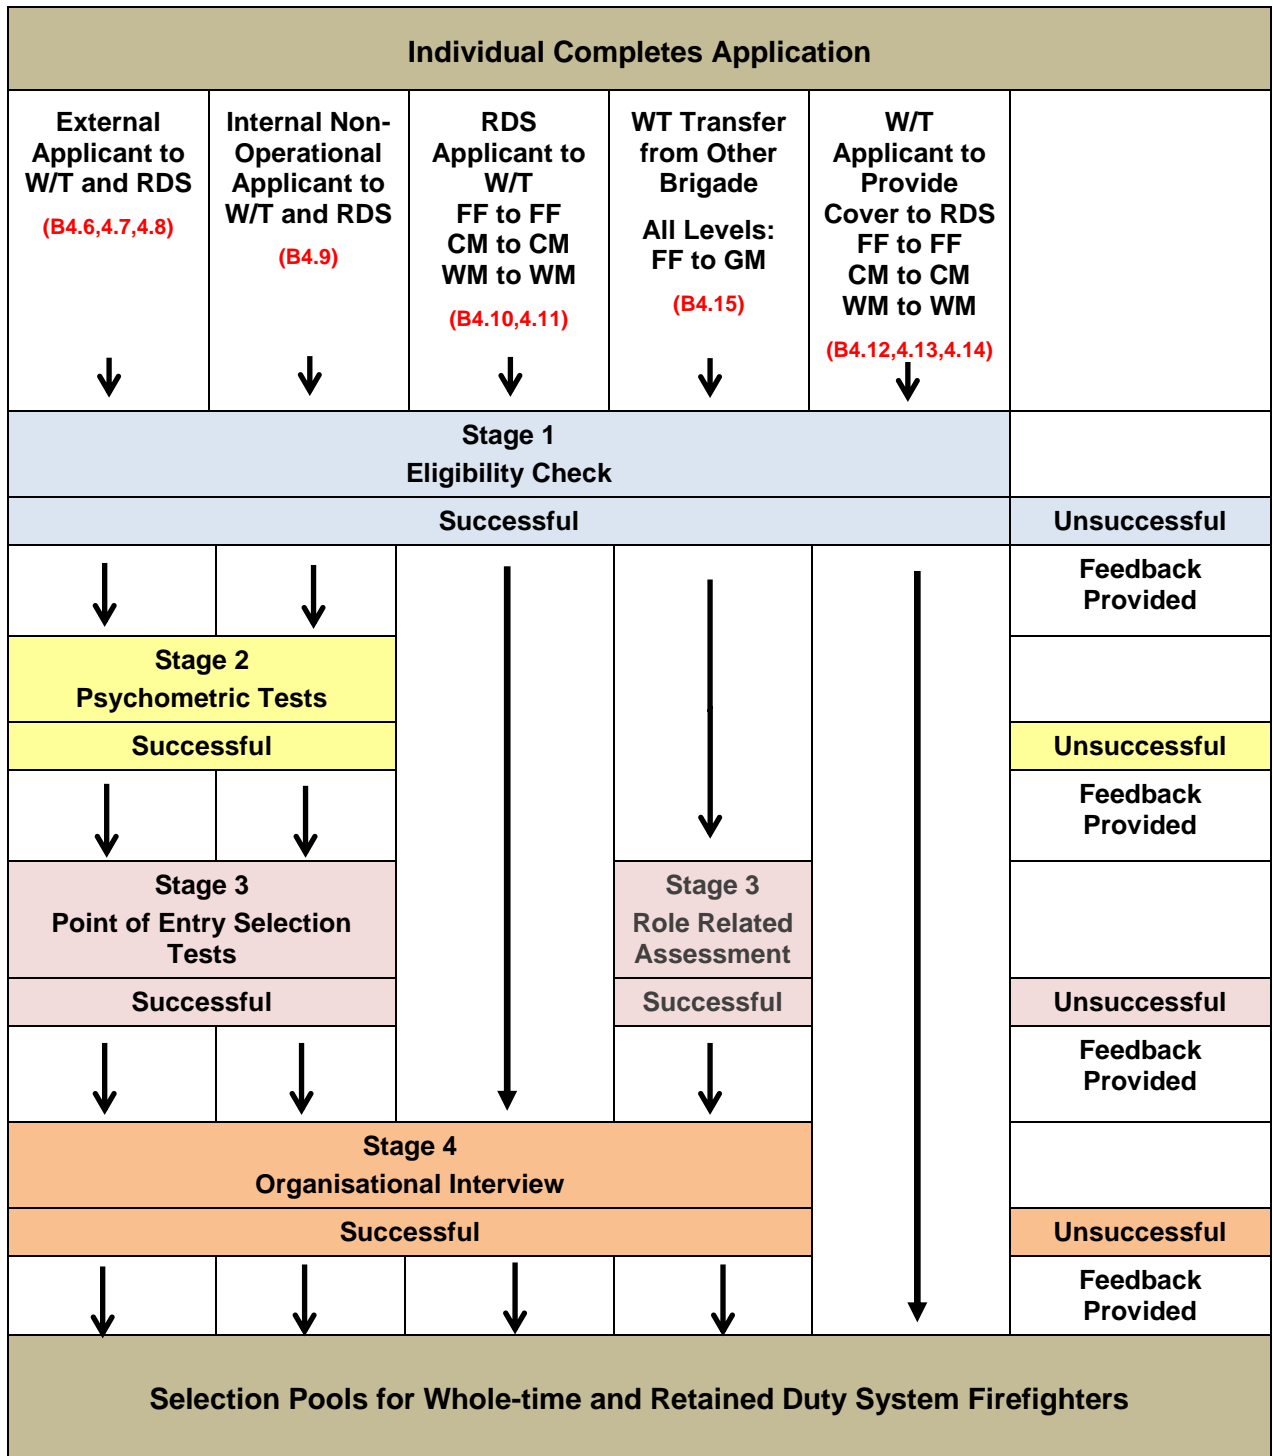 Individual Completes Application
External
Applicant to
W/T and RDS
(B4.6,4.7,4.8)
Internal Non-
Operational
Applicant to
W/T and RDS
(B4.9)
RDS
Applicant to
W/T
FF to FF
CM to CM
WM to WM
(B4.10,4.11)
WT Transfer
from Other
Brigade
All Levels:
FF to GM
(B4.15)
W/T
Applicant to
Provide
Cover to RDS
FF to FF
CM to CM
WM to WM
(B4.12,4.13,4.14)
Stage 1
Eligibility Check
Successful
Unsuccessful
Feedback
Provided
Stage 2
Psychometric Tests
Successful
Unsuccessful
Feedback
Provided
Stage 3
Point of Entry Selection
Tests
Stage 3
Role Related
Assessment
Successful
Successful
Unsuccessful
Feedback
Provided
Stage 4
Organisational Interview
Successful
Unsuccessful
Feedback
Provided
Selection Pools for Whole-time and Retained Duty System Firefighters